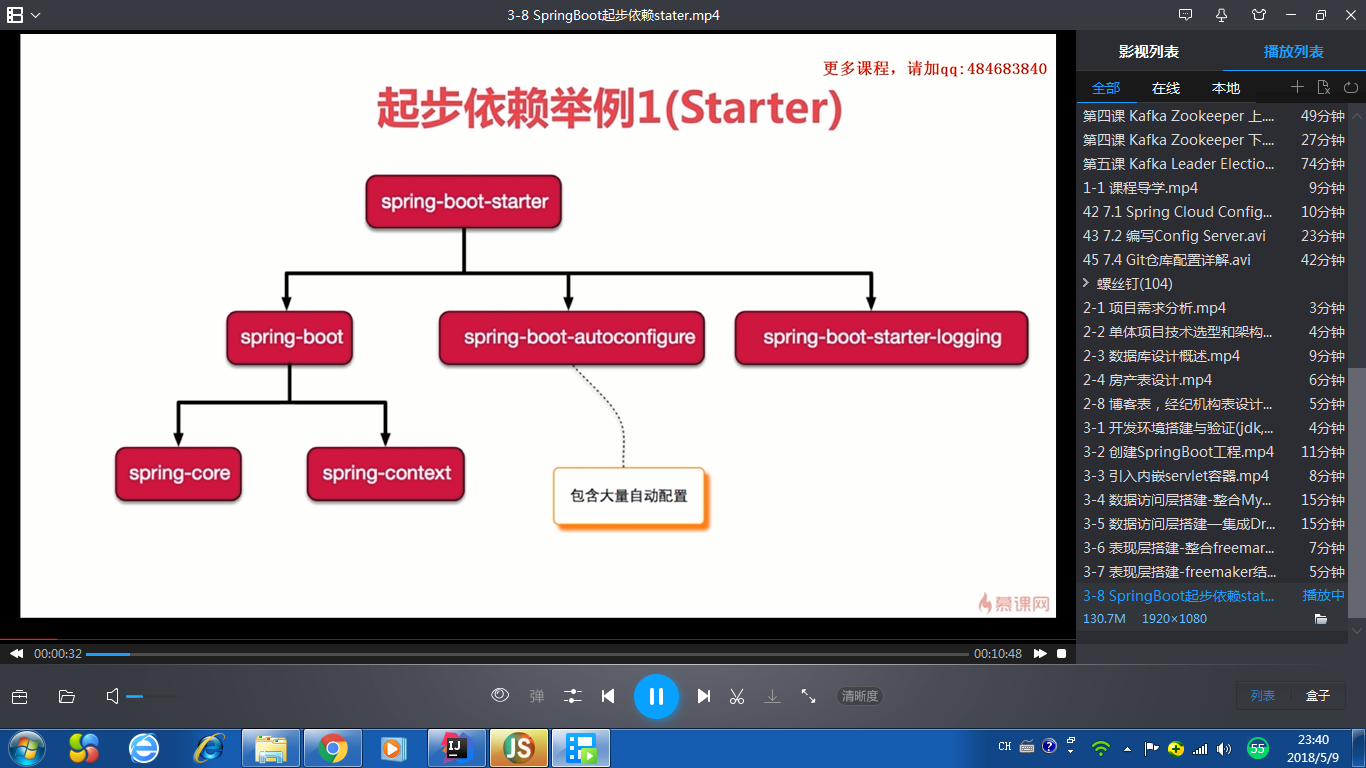 3-8 SpringBoot起步依赖stater.mp4
更多课程，请加qq:484683840
起步依赖举例1(Starter)
spring-boot-starter
spring-boot
spring-boot-autoconfigure
spring-boot-starter-logging
spring-core
spring-context
包含大量自动配置
慕课网
00:00:32
00:10:48
弹
清晰度
影视列表
播放列表
全部
在线
本地
第四课 Kafka Zookeeper 上.... 49分钟
第四课 Kafka Zookeeper 下.... 27分钟
第五课 Kafka Leader Electio... 74分钟
1-1 课程导学.mp4 9分钟
42 7.1 Spring Cloud Config... 10分钟
43 7.2 编写Config Server.avi 23分钟
45 7.4 Git仓库配置详解.avi 42分钟
螺丝钉(104)
2-1 项目需求分析.mp4 3分钟
2-2 单体项目技术选型和架构... 4分钟
2-3 数据库设计概述.mp4 9分钟
2-4 房产表设计.mp4 6分钟
2-8 博客表，经纪机构表设计... 5分钟
3-1 开发环境搭建与验证(jdk,... 4分钟
3-2 创建SpringBoot工程.mp4 11分钟
3-3 引入内嵌servlet容器.mp4 8分钟
3-4 数据访问层搭建-整合My... 15分钟
3-5 数据访问层搭建—集成Dr... 15分钟
3-6 表现层搭建-整合freemar... 7分钟
3-7 表现层搭建-freemaker结... 5分钟
3-8 SpringBoot起步依赖stat... 播放中
130.7M 1920×1080
列表
盒子
IJ
JS
CH
55
23:40
2018/5/9